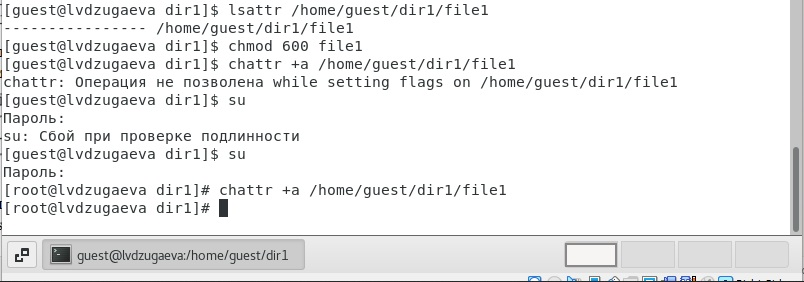 [guest@lvdzugaeva dir1]$ lsattr /home/guest/dir1/file1
---------------- /home/guest/dir1/file1
[guest@lvdzugaeva dir1]$ chmod 600 file1
[guest@lvdzugaeva dir1]$ chattr +a /home/guest/dir1/file1
chattr: Операция не позволена while setting flags on /home/guest/dir1/file1
[guest@lvdzugaeva dir1]$ su
Пароль:
su: Сбой при проверке подлинности
[guest@lvdzugaeva dir1]$ su
Пароль:
[root@lvdzugaeva dir1]# chattr +a /home/guest/dir1/file1
[root@lvdzugaeva dir1]#
guest@lvdzugaeva:/home/guest/dir1